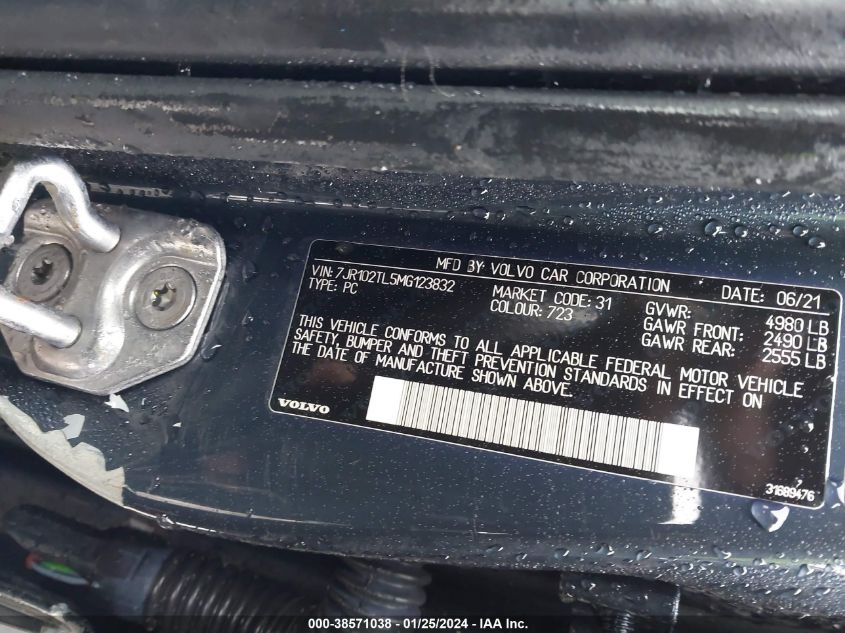 MFD BY VOLVO CAR CORPORATION DATE: 06/21
VIN: 7JR102TL5MG123832
TYPE: PC
MARKET CODE: 31
COLOUR: 723
GVWR: 4980 LB
GAWR FRONT: 2490 LB
GAWR REAR: 2555 LB
THIS VEHICLE CONFORMS TO ALL APPLICABLE FEDERAL MOTOR VEHICLE
SAFETY, BUMPER AND THEFT PREVENTION STANDARDS IN EFFECT ON
THE DATE OF MANUFACTURE SHOWN ABOVE.
VOLVO
31689476
000-38571038 - 01/25/2024 - IAA Inc.